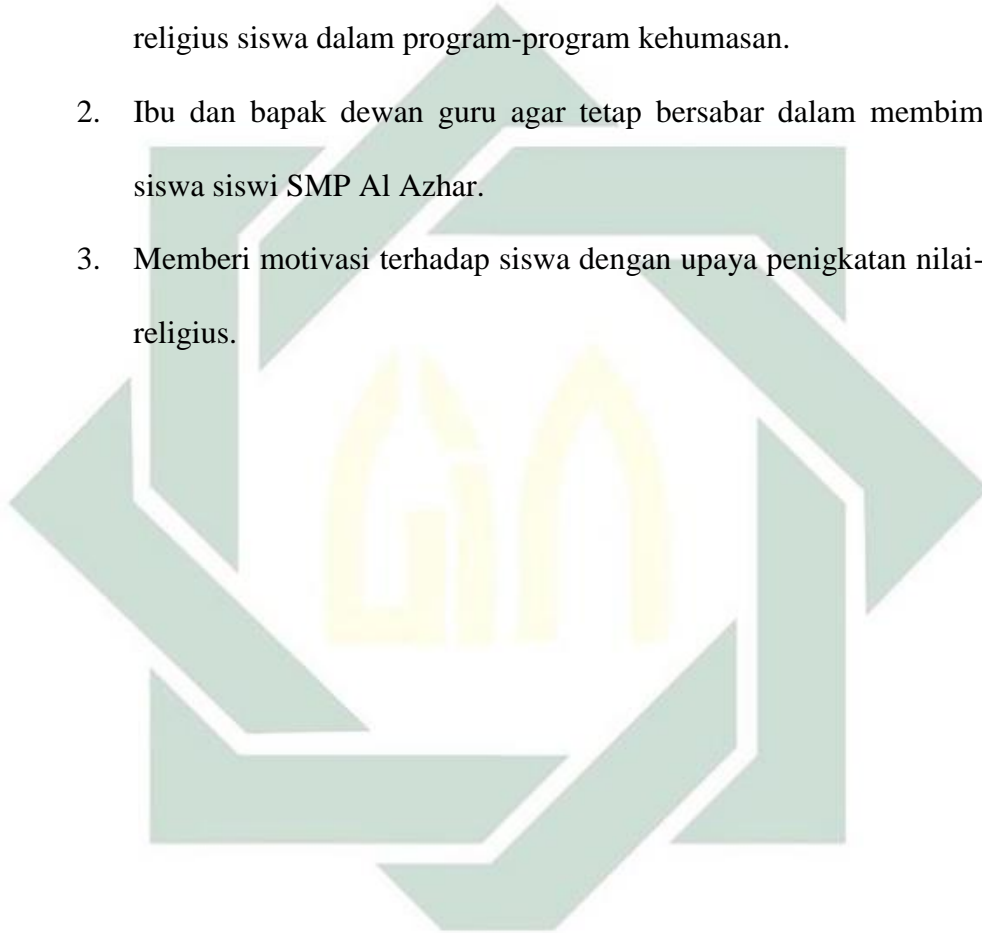 religius siswa dalam program-program kehumasan.
2. Ibu dan bapak dewan guru agar tetap bersabar dalam membim
siswa siswi SMP Al Azhar.
3. Memberi motivasi terhadap siswa dengan upaya penigkatan nilai-
religius.